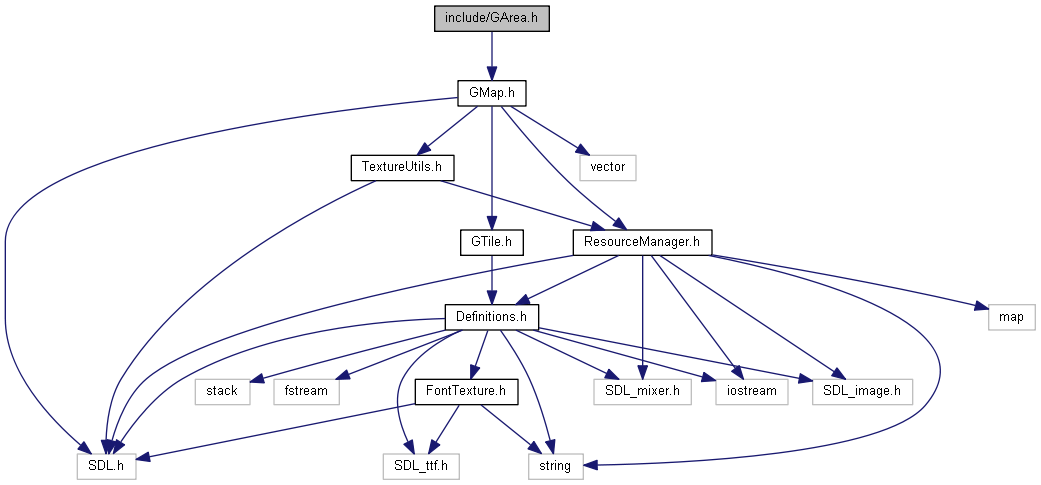 include/GArea.h
GMap.h
TextureUtils.h
vector
GTile.h
ResourceManager.h
Definitions.h
map
stack
fstream
FontTexture.h
SDL_mixer.h
iostream
SDL_image.h
SDL.h
SDL_ttf.h
string